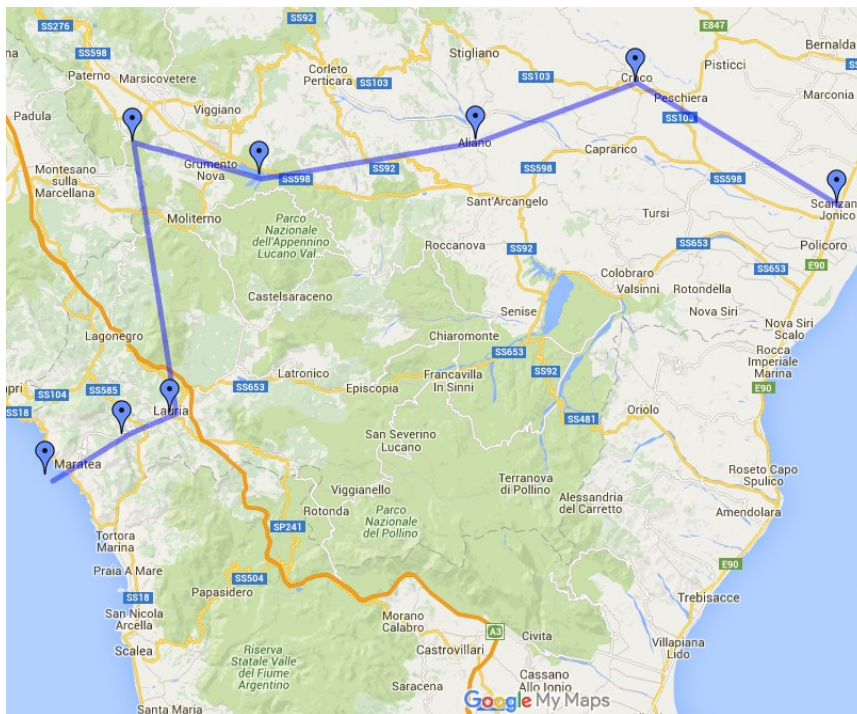 SS276
SS92
E847
Bernalda
SS598
Stigliano
Pisticci
Paterno
Marsicovetere
Corleto
Perticara
SS103
SS103
Craco
Peschiera
Marconia
Padula
Viggiano
SS103
Aliano
Montesano
sulla
Marcellana
Grumento
Nova
SS92
Caprarico
SS598
SS598
SS598
Sant'Arcangelo
Scanzan
Jonico
Moliterno
Tursi
Parco
Nazionale
dell'Appennino
Lucano Val...
Roccanova
SS92
SS653
Policoro
E90
Colobraro
Valsinni
SS653
Rotondella
Castelsaraceno
Senise
Nova Siri
Nova Siri
Scalo
Lagonegro
Chiaromonte
SS653
Rocca
Imperiale
Marina
Latronico
Francavilla
In Sinni
SS92
SS104
SS585
SS653
Episcopia
E90
SS18
Lauria
SS481
Oriolo
San Severino
Lucano
Maratea
Roseto Capo
Spulico
Terranova
di Pollino
Viggianello
Alessandria
del Carretto
Rotonda
Parco
Nazionale
del Pollino
Amendolara
Tortora
Marina
SP241
Praia A Mare
SS504
E90
Papasidero
SS18
Trebisacce
San Nicola
Arcella
Morano
Calabro
A3
Civita
Scalea
Riserva
Statale Valle
del Fiume
Argentino
Castrovillari
Villapiana
Lido
Cassano
Allo Ionio
Saracena
Santa Maria
Google My Maps